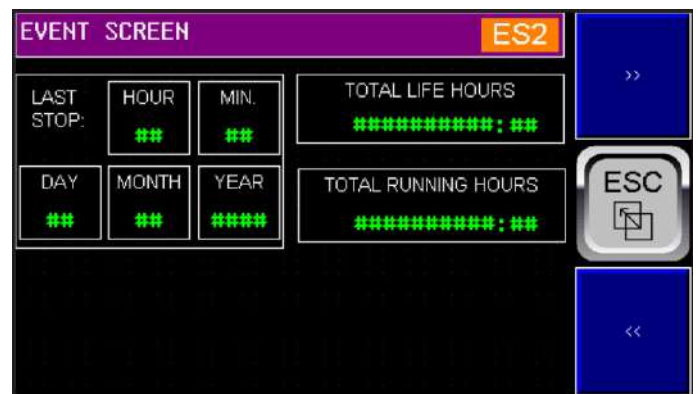 EVENT SCREEN ES2
>>
LAST STOP:
HOUR
##
MIN.
##
TOTAL LIFE HOURS
##########:##
DAY
##
MONTH
##
YEAR
####
TOTAL RUNNING HOURS
##########:##
ESC
<<